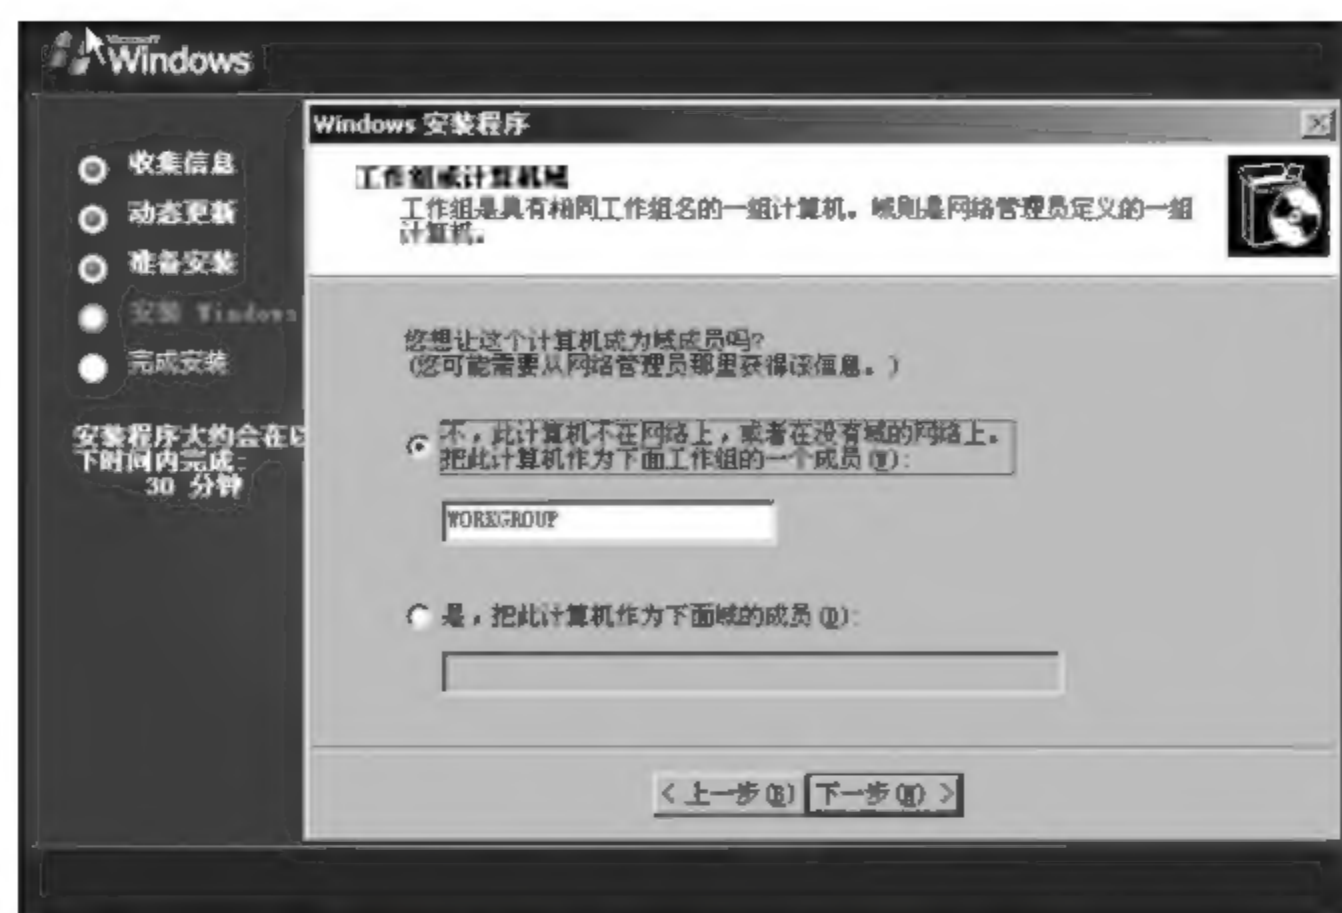 Microsoft
Windows
收集信息
动态更新
准备安装
安装 Windows
完成安装
安装程序大约会在以
下时间内完成:
30 分钟
Windows 安装程序
工作组或计算机域
工作组是具有相同工作组名的一组计算机。域则是网络管理员定义的一组
计算机。
您想让这个计算机成为域成员吗?
(您可能需要从网络管理员那里获得该信息。)
不，此计算机不在网络上，或者在没有域的网络上。
把此计算机作为下面工作组的一个成员(W):
WORKGROUP
是，把此计算机作为下面域的成员(D):
< 上一步(B)
下一步(N) >